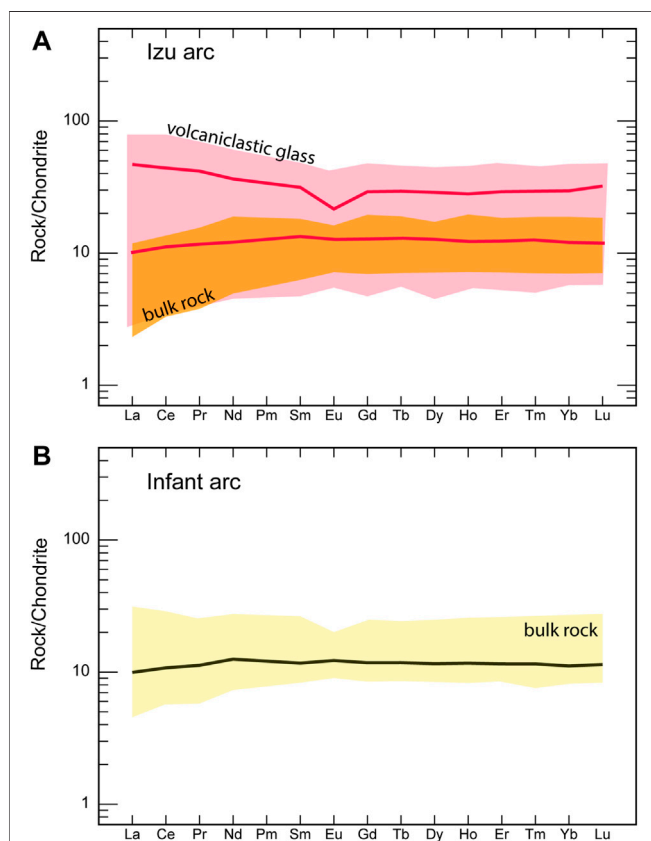 A
Izu arc
Rock/Chondrite
100
10
1
volcaniclastic glass
bulk rock
La Ce Pr Nd Pm Sm Eu Gd Tb Dy Ho Er Tm Yb Lu
B
Infant arc
Rock/Chondrite
100
10
1
bulk rock
La Ce Pr Nd Pm Sm Eu Gd Tb Dy Ho Er Tm Yb Lu